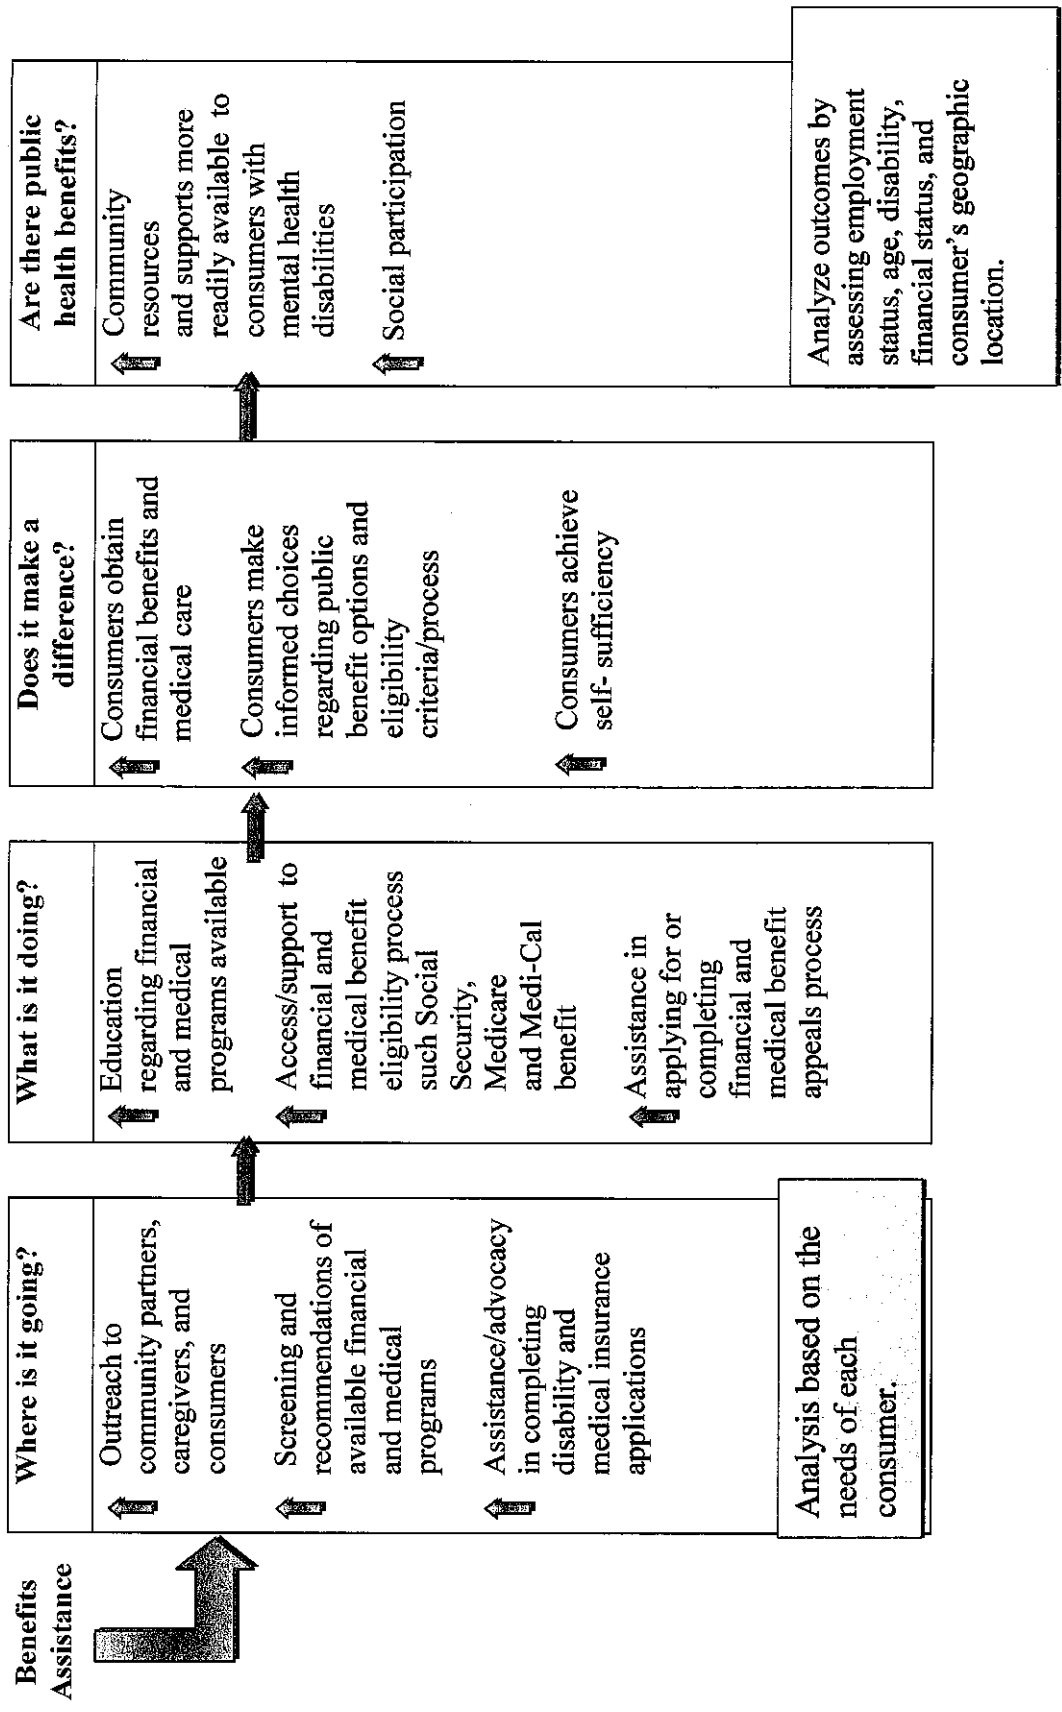 Benefits
Assistance
Where is it going?
Outreach to
community partners,
caregivers, and
consumers
Screening and
recommendations of
available financial
and medical
programs
Assistance/advocacy
in completing
disability and
medical insurance
applications
Analysis based on the
needs of each
consumer.
What is it doing?
Education
regarding financial
and medical
programs available
Access/support to
financial and
medical benefit
eligibility process
such Social
Security,
Medicare
and Medi-Cal
benefit
Assistance in
applying for or
completing
financial and
medical benefit
appeals process
Does it make a
difference?
Consumers obtain
financial benefits and
medical care
Consumers make
informed choices
regarding public
benefit options and
eligibility
criteria/process
Consumers achieve
self- sufficiency
Are there public
health benefits?
Community
resources
and supports more
readily available to
consumers with
mental health
disabilities
Social participation
Analyze outcomes by
assessing employment
status, age, disability,
financial status, and
consumer's geographic
location.